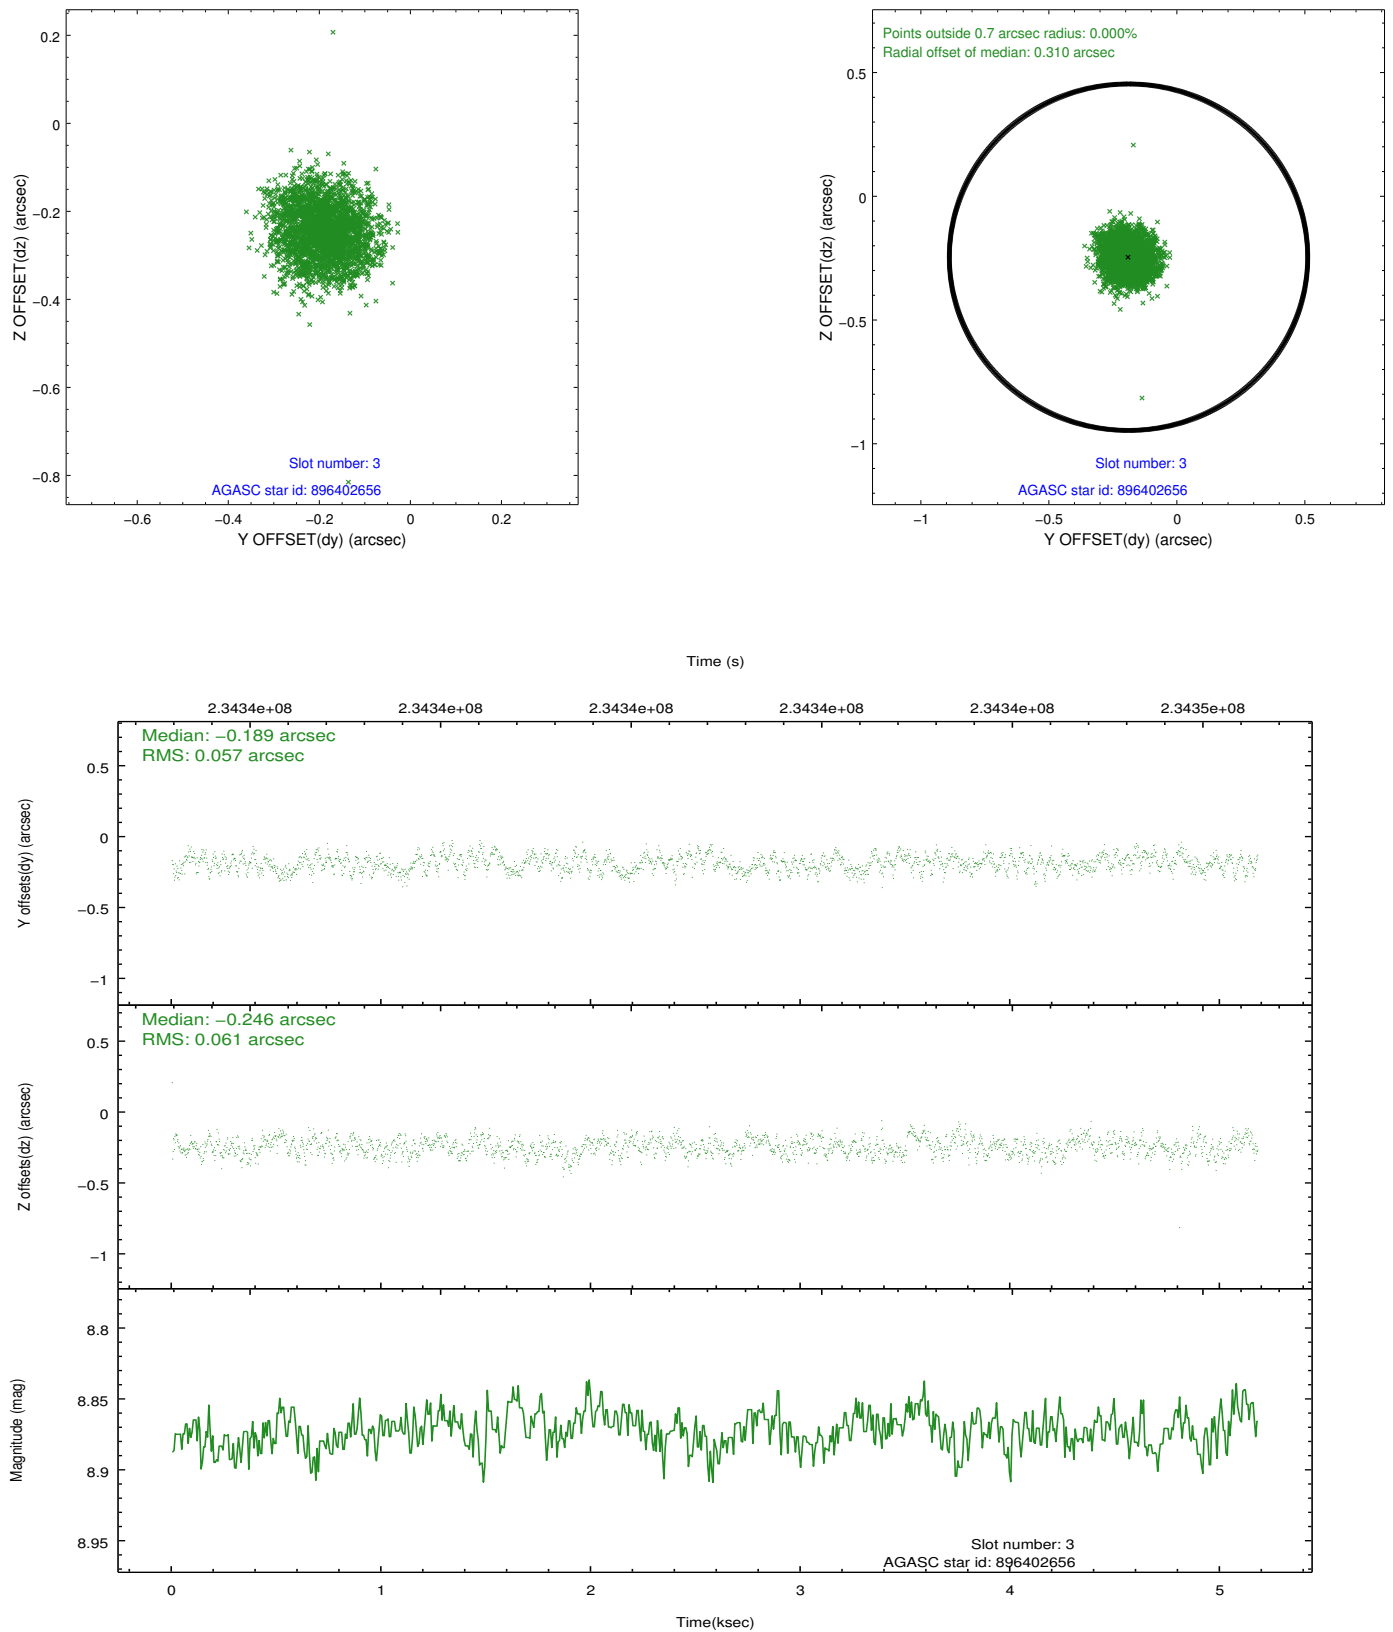 0.2
0
−0.2
−0.4
−0.6
−0.8
Z OFFSET(dz) (arcsec)
Slot number: 3
AGASC star id: 896402656
−0.6
−0.4
−0.2
0
0.2
Y OFFSET(dy) (arcsec)
Points outside 0.7 arcsec radius: 0.000%
Radial offset of median: 0.310 arcsec
0.5
0
−0.5
−1
Z OFFSET(dz) (arcsec)
Slot number: 3
AGASC star id: 896402656
−1
−0.5
0
0.5
Y OFFSET(dy) (arcsec)
Time (s)
2.3434e+08
2.3434e+08
2.3434e+08
2.3434e+08
2.3434e+08
2.3435e+08
Median: −0.189 arcsec
RMS: 0.057 arcsec
0.5
0
−0.5
−1
Y offsets(dy) (arcsec)
Median: −0.246 arcsec
RMS: 0.061 arcsec
0.5
0
−0.5
−1
Z offsets(dz) (arcsec)
8.8
8.85
8.9
8.95
Magnitude (mag)
Slot number: 3
AGASC star id: 896402656
0
1
2
3
4
5
Time(ksec)